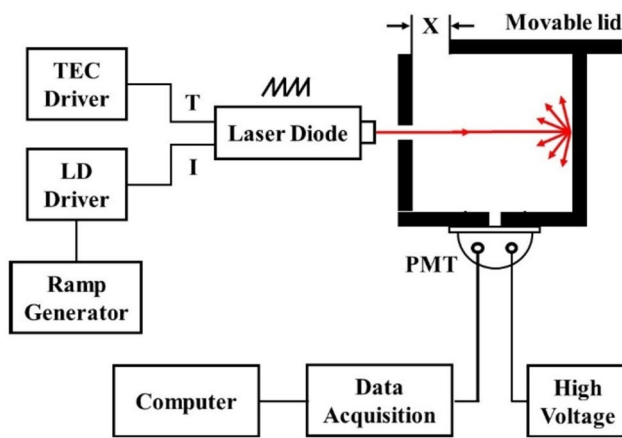 X
Movable lid
TEC
Driver
T
Laser Diode
I
LD
Driver
Ramp
Generator
PMT
Computer
Data
Acquisition
High
Voltage